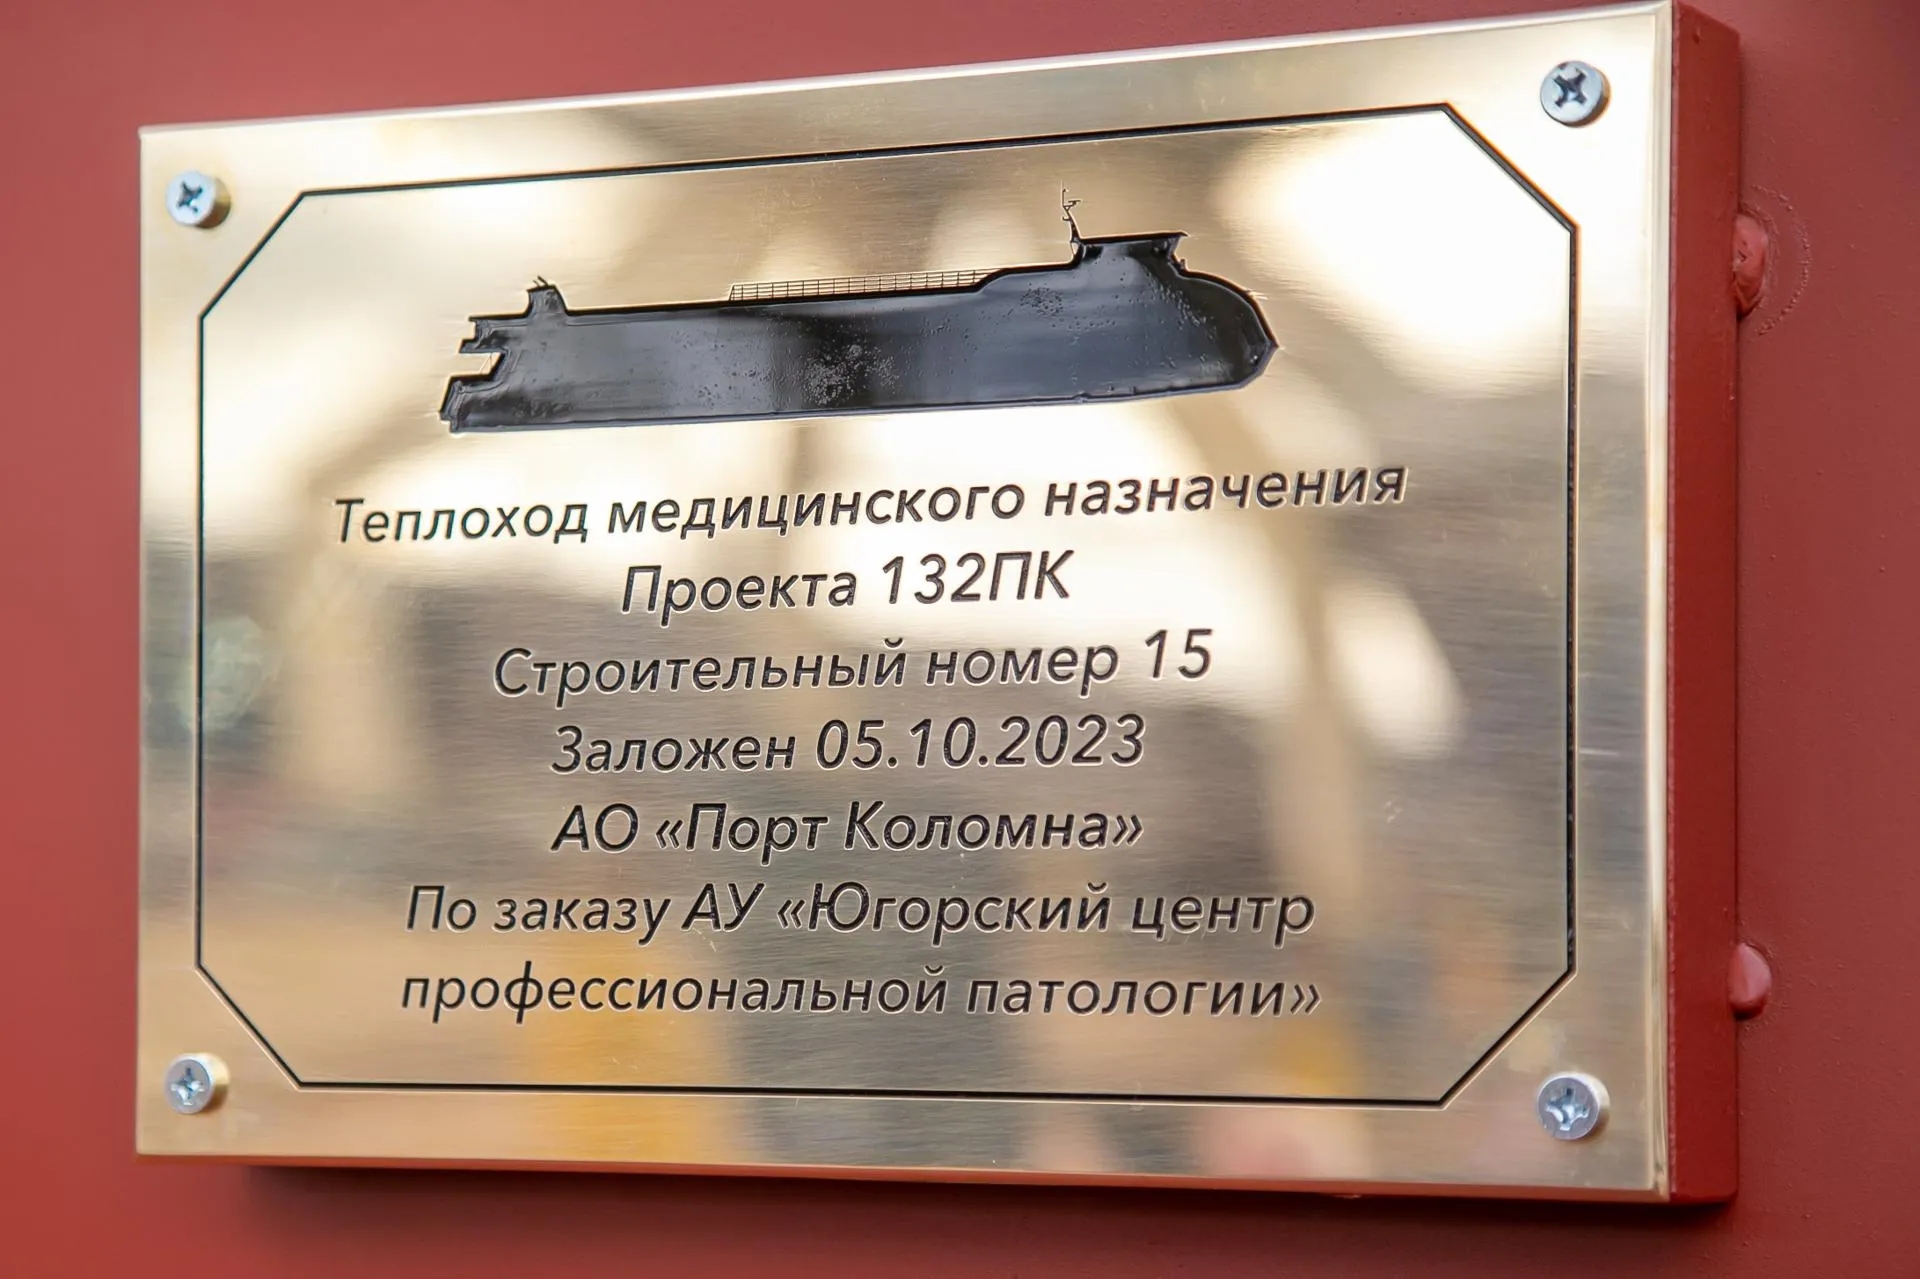 Теплоход медицинского назначения
Проекта 132ПК
Строительный номер 15
Заложен 05.10.2023
АО «Порт Коломна»
По заказу АУ «Югорский центр
профессиональной патологии»